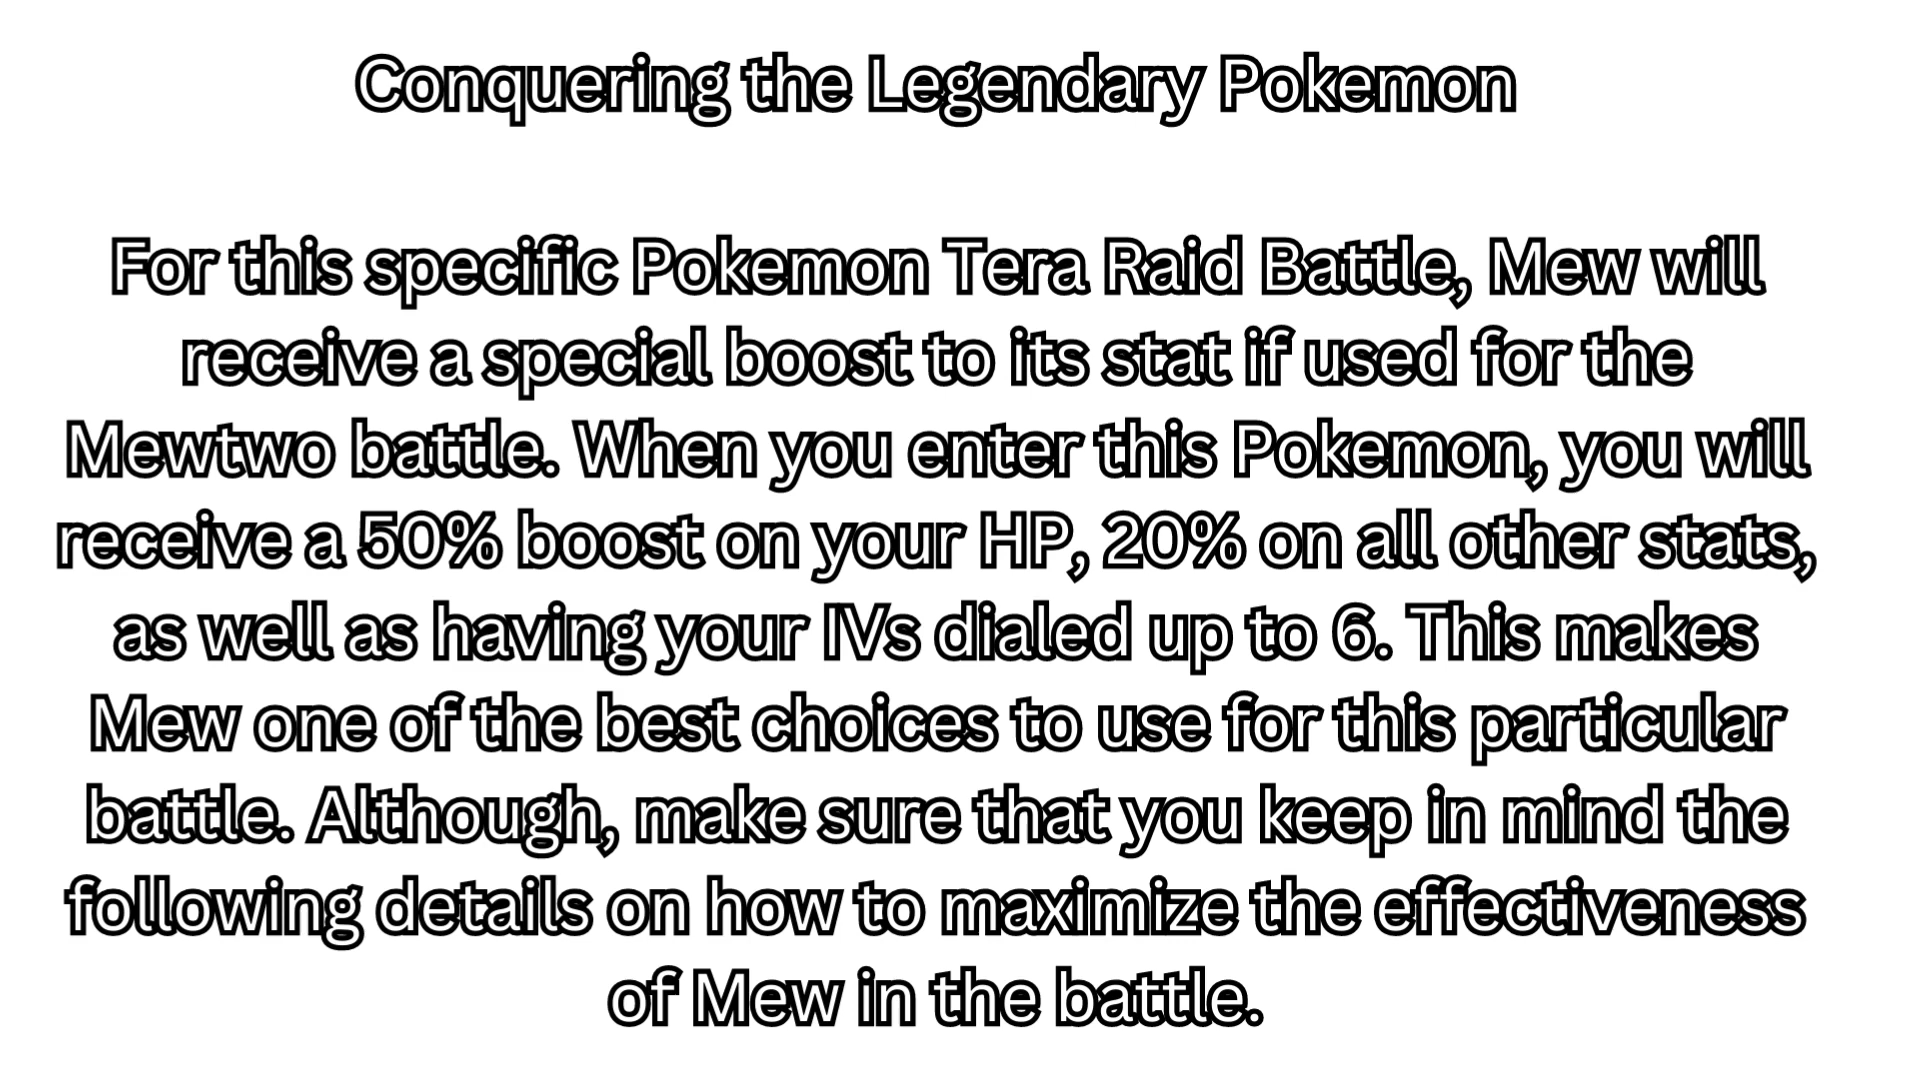 Conquering the Legendary Pokemon
For this specific Pokemon Tera Raid Battle, Mew will
receive a special boost to its stat if used for the
Mewtwo battle. When you enter this Pokemon, you will
receive a 50% boost on your HP, 20% on all other stats,
as well as having your IVs dialed up to 6. This makes
Mew one of the best choices to use for this particular
battle. Although, make sure that you keep in mind the
following details on how to maximize the effectiveness
of Mew in the battle.